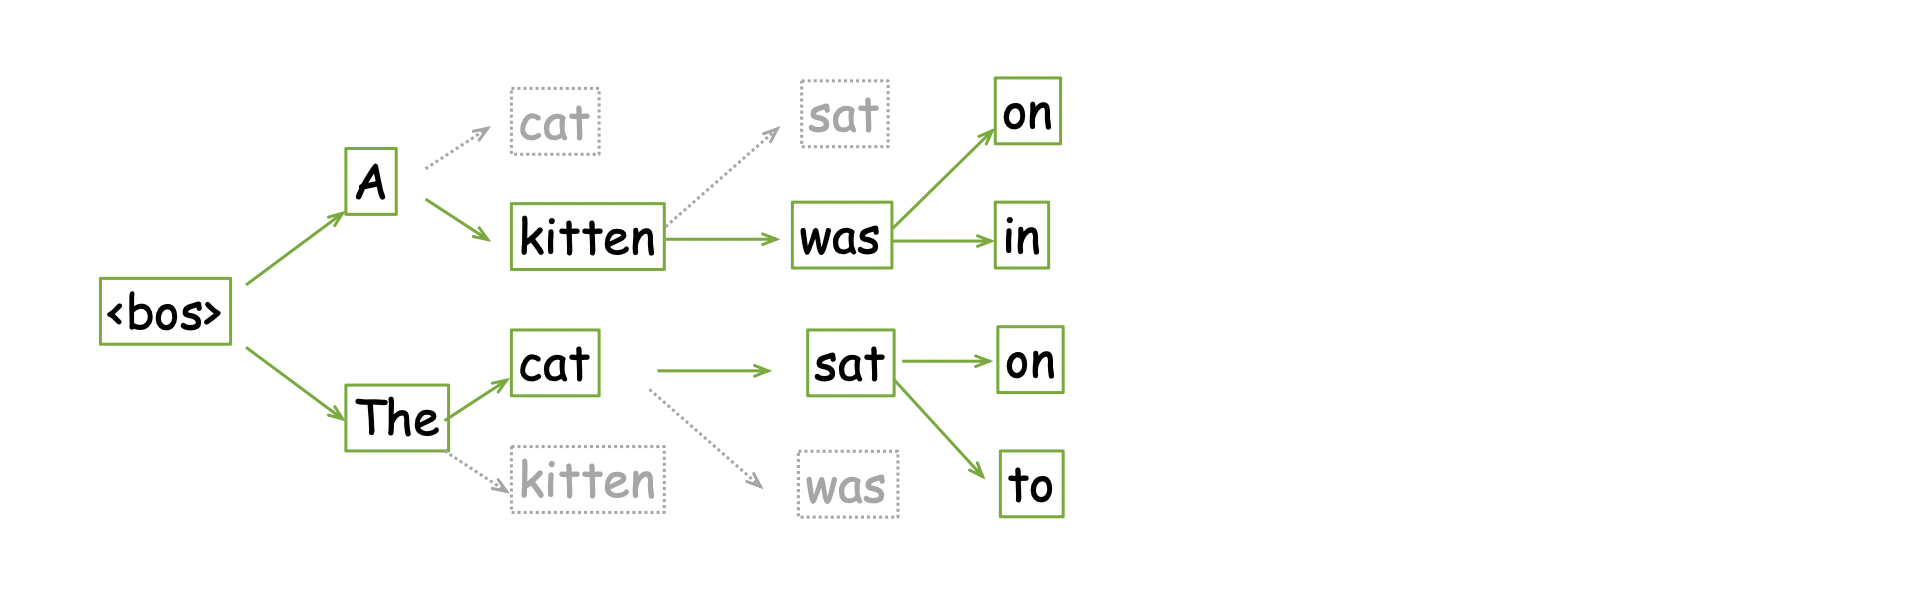 on
sat
cat
A
was
in
kitten
<bos>
on
cat
sat
The
kitten
was
to